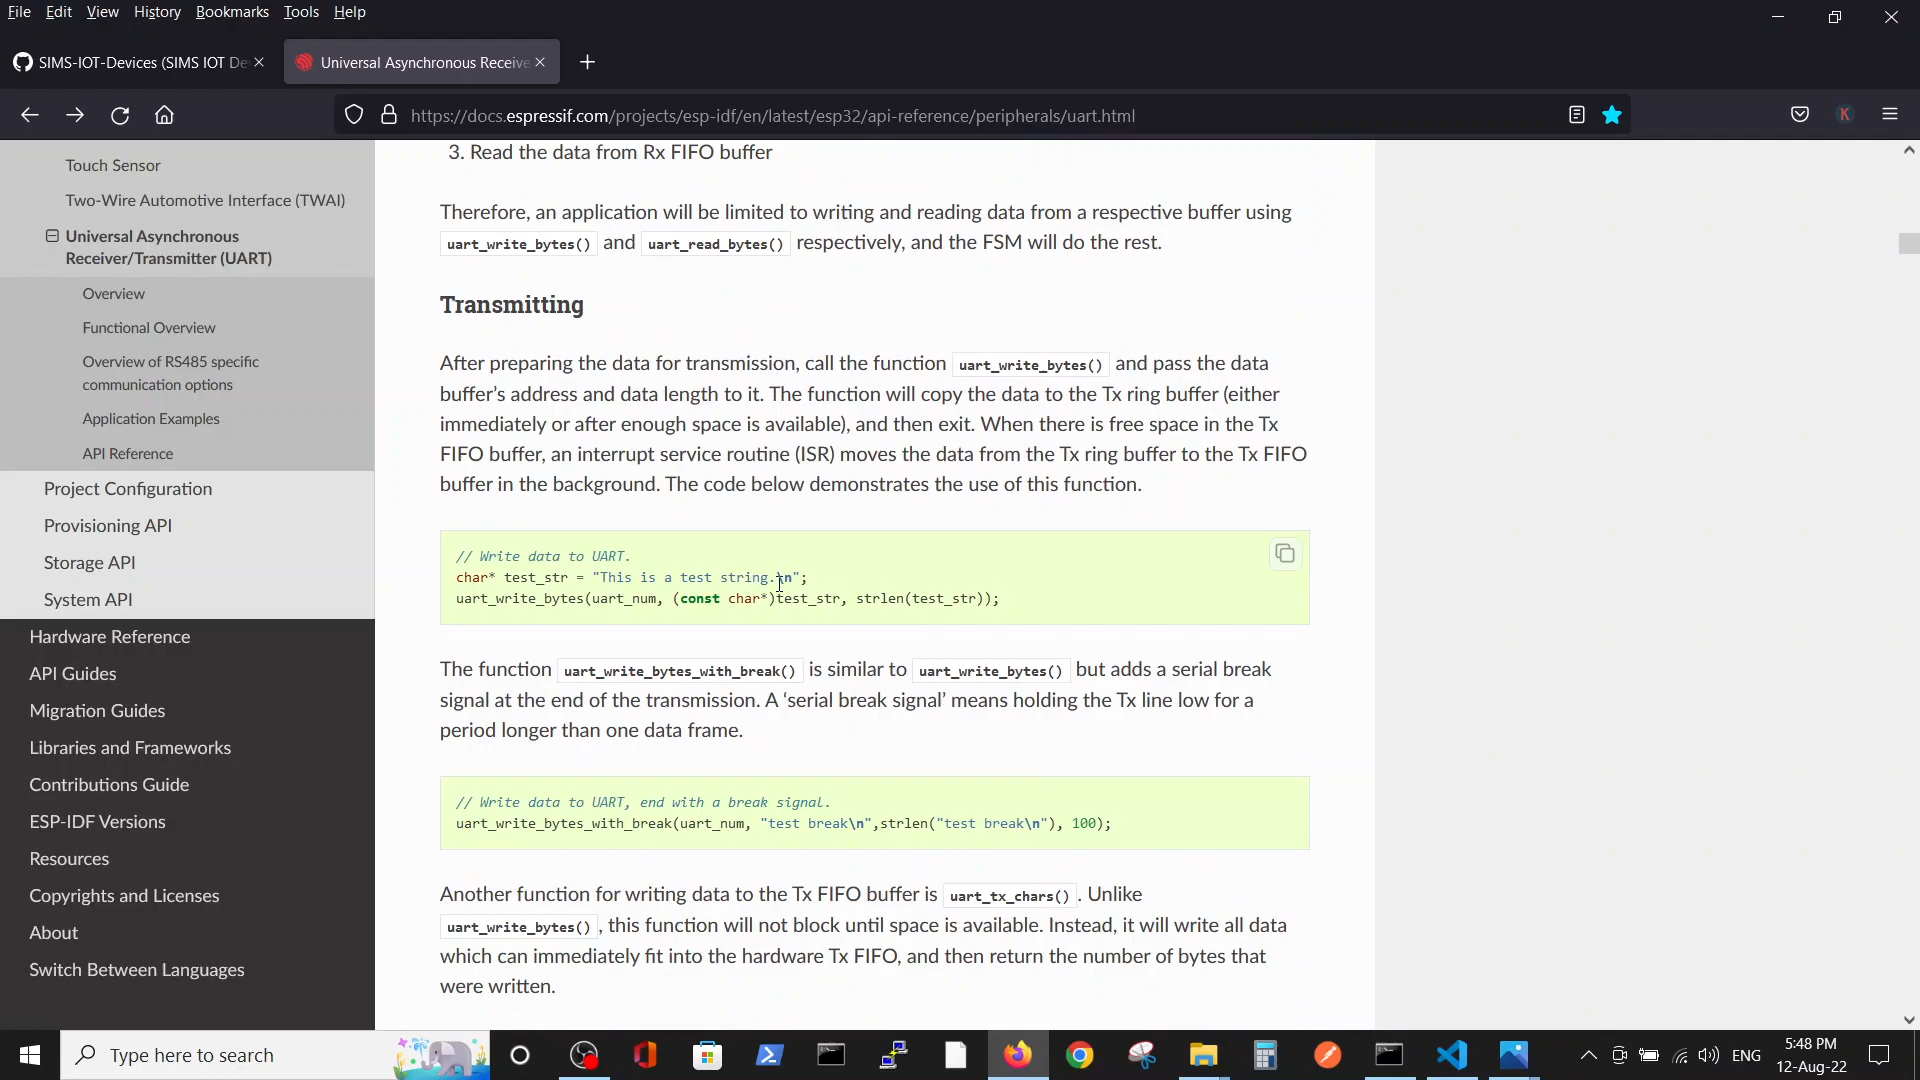 File Edit View History Bookmarks Tools Help
SIMS-IOT-Devices (SIMS IOT De
Universal Asynchronous Receive
https://docs.espressif.com/projects/esp-idf/en/latest/esp32/api-reference/peripherals/uart.html
K
Touch Sensor
Two-Wire Automotive Interface (TWAI)
Universal Asynchronous
Receiver/Transmitter (UART)
Overview
Functional Overview
Overview of RS485 specific
communication options
Application Examples
API Reference
Project Configuration
Provisioning API
Storage API
System API
Hardware Reference
API Guides
Migration Guides
Libraries and Frameworks
Contributions Guide
ESP-IDF Versions
Resources
Copyrights and Licenses
About
Switch Between Languages
3. Read the data from Rx FIFO buffer
Therefore, an application will be limited to writing and reading data from a respective buffer using
uart_write_bytes() and uart_read_bytes() respectively, and the FSM will do the rest.
Transmitting
After preparing the data for transmission, call the function uart_write_bytes() and pass the data
buffer’s address and data length to it. The function will copy the data to the Tx ring buffer (either
immediately or after enough space is available), and then exit. When there is free space in the Tx
FIFO buffer, an interrupt service routine (ISR) moves the data from the Tx ring buffer to the Tx FIFO
buffer in the background. The code below demonstrates the use of this function.
// Write data to UART.
char* test_str = "This is a test string.\n";
uart_write_bytes(uart_num, (const char*)test_str, strlen(test_str));
The function uart_write_bytes_with_break() is similar to uart_write_bytes() but adds a serial break
signal at the end of the transmission. A ‘serial break signal’ means holding the Tx line low for a
period longer than one data frame.
// Write data to UART, end with a break signal.
uart_write_bytes_with_break(uart_num, "test break\n",strlen("test break\n"), 100);
Another function for writing data to the Tx FIFO buffer is uart_tx_chars(). Unlike
uart_write_bytes(), this function will not block until space is available. Instead, it will write all data
which can immediately fit into the hardware Tx FIFO, and then return the number of bytes that
were written.
Type here to search
ENG
5:48 PM
12-Aug-22